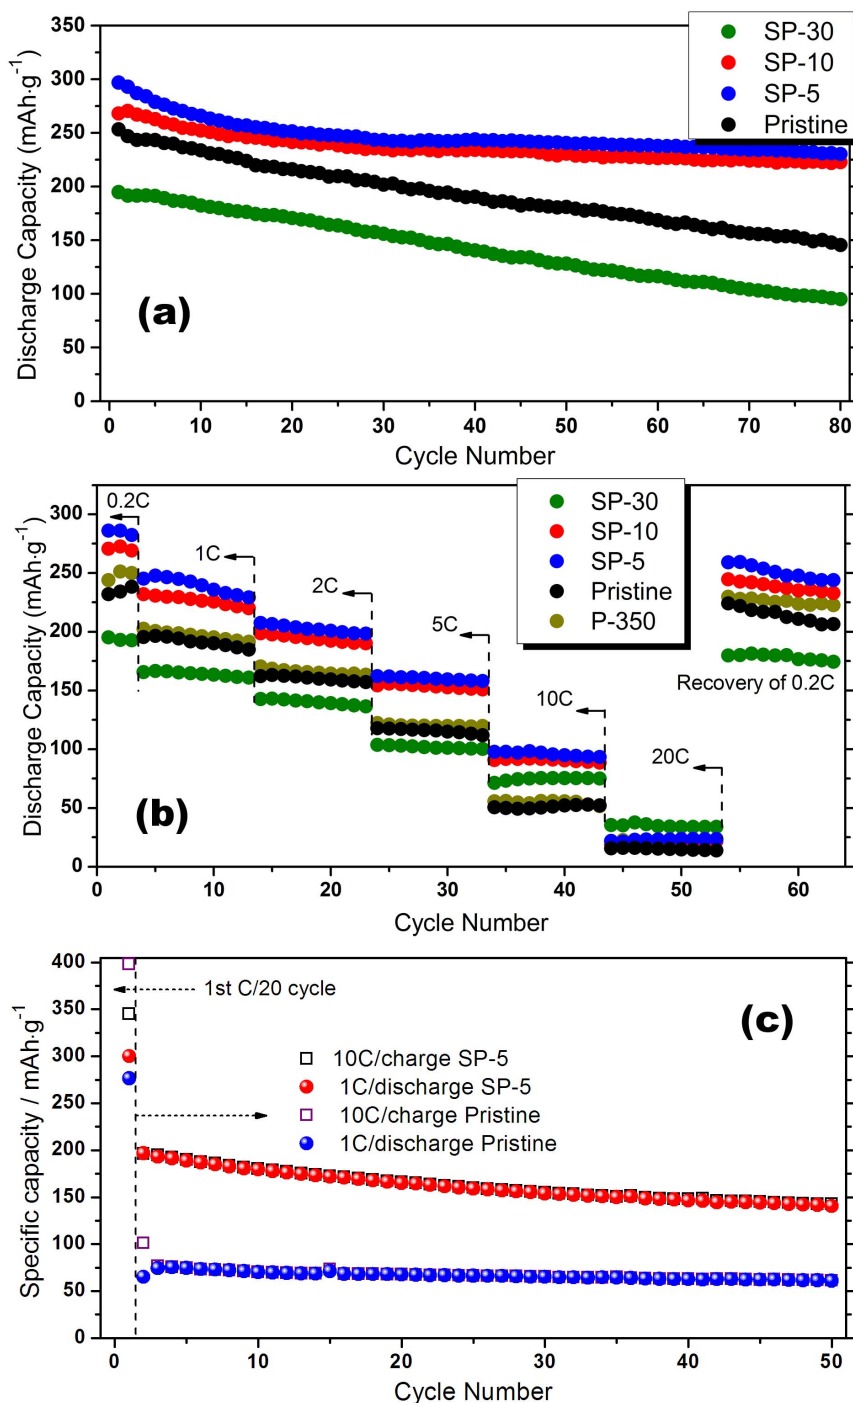 350
300
250
200
150
100
50
0
Discharge Capacity (mAh·g⁻¹)
SP-30
SP-10
SP-5
Pristine
(a)
0 10 20 30 40 50 60 70 80
Cycle Number
300
250
200
150
100
50
0
Discharge Capacity (mAh·g⁻¹)
0.2C
1C
2C
5C
10C
20C
SP-30
SP-10
SP-5
Pristine
P-350
Recovery of 0.2C
(b)
0 10 20 30 40 50 60
Cycle Number
400
350
300
250
200
150
100
50
0
Specific capacity / mAh·g⁻¹
1st C/20 cycle
(c)
10C/charge SP-5
1C/discharge SP-5
10C/charge Pristine
1C/discharge Pristine
0 10 20 30 40 50
Cycle Number